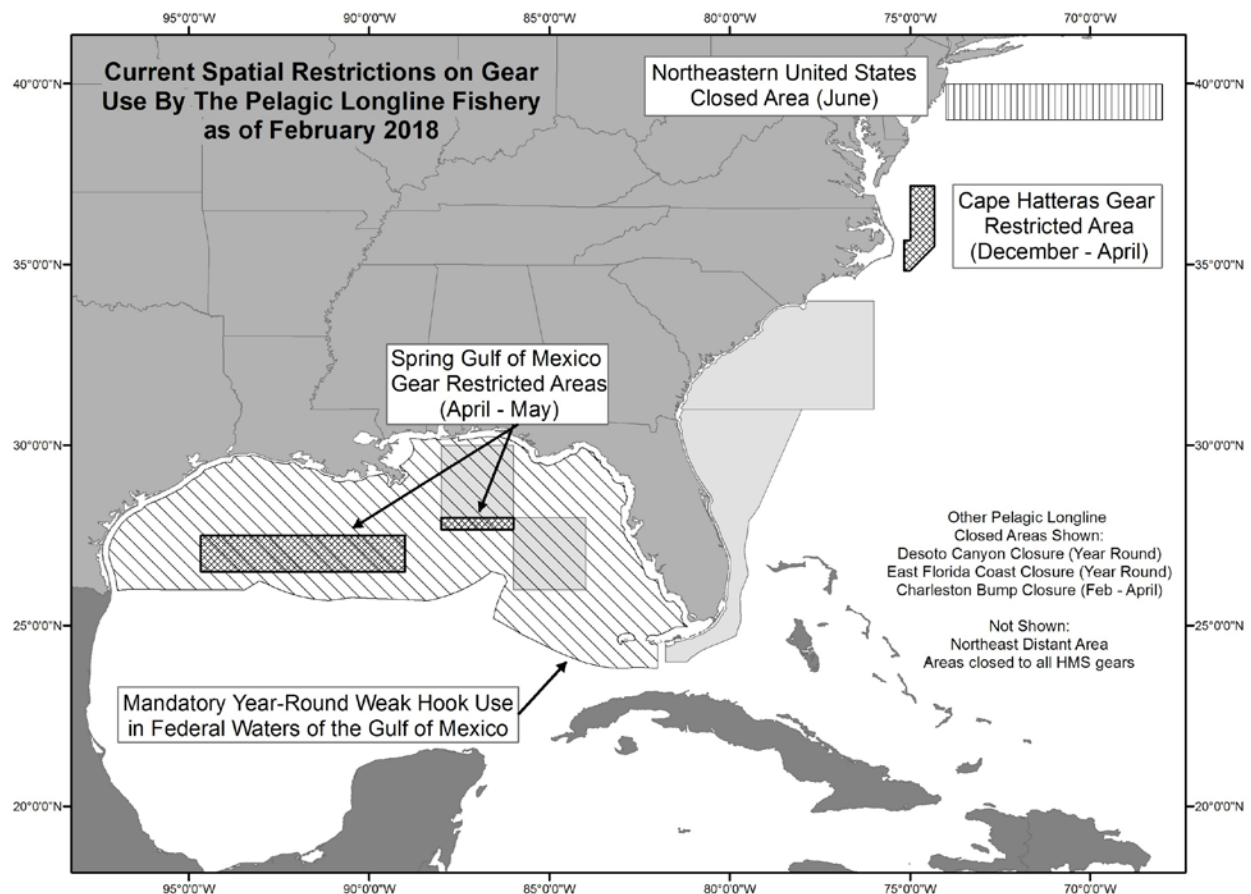 95°0'0"W 90°0'0"W 85°0'0"W 80°0'0"W 75°0'0"W 70°0'0"W
Current Spatial Restrictions on Gear
Use By The Pelagic Longline Fishery
as of February 2018
Northeastern United States
Closed Area (June)
40°0'0"N 40°0'0"N
Cape Hatteras Gear
Restricted Area
(December - April)
35°0'0"N 35°0'0"N
Spring Gulf of Mexico
Gear Restricted Areas
(April - May)
30°0'0"N 30°0'0"N
Other Pelagic Longline
Closed Areas Shown:
Desoto Canyon Closure (Year Round)
East Florida Coast Closure (Year Round)
Charleston Bump Closure (Feb - April)
25°0'0"N 25°0'0"N
Not Shown:
Northeast Distant Area
Areas closed to all HMS gears
Mandatory Year-Round Weak Hook Use
in Federal Waters of the Gulf of Mexico
20°0'0"N 20°0'0"N
95°0'0"W 90°0'0"W 85°0'0"W 80°0'0"W 75°0'0"W 70°0'0"W